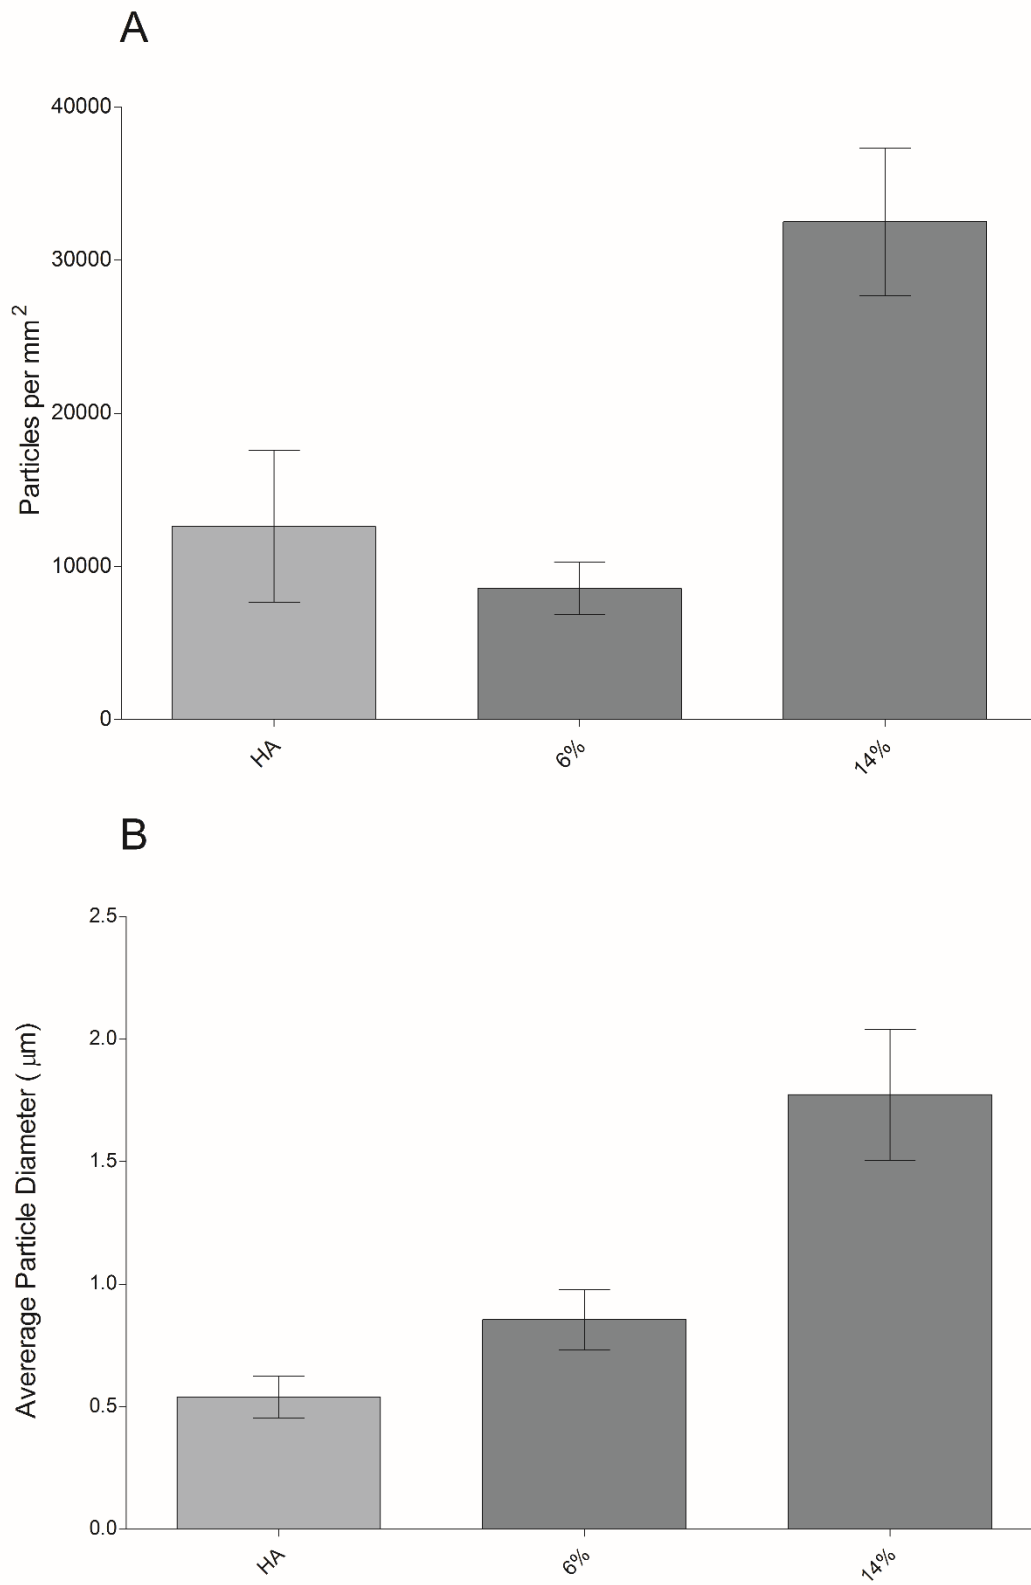 A
40000
30000
20000
10000
0
Particles per mm²
HA
6%
14%
B
2.5
2.0
1.5
1.0
0.5
0.0
Avererage Particle Diameter ( μm)
HA
6%
14%